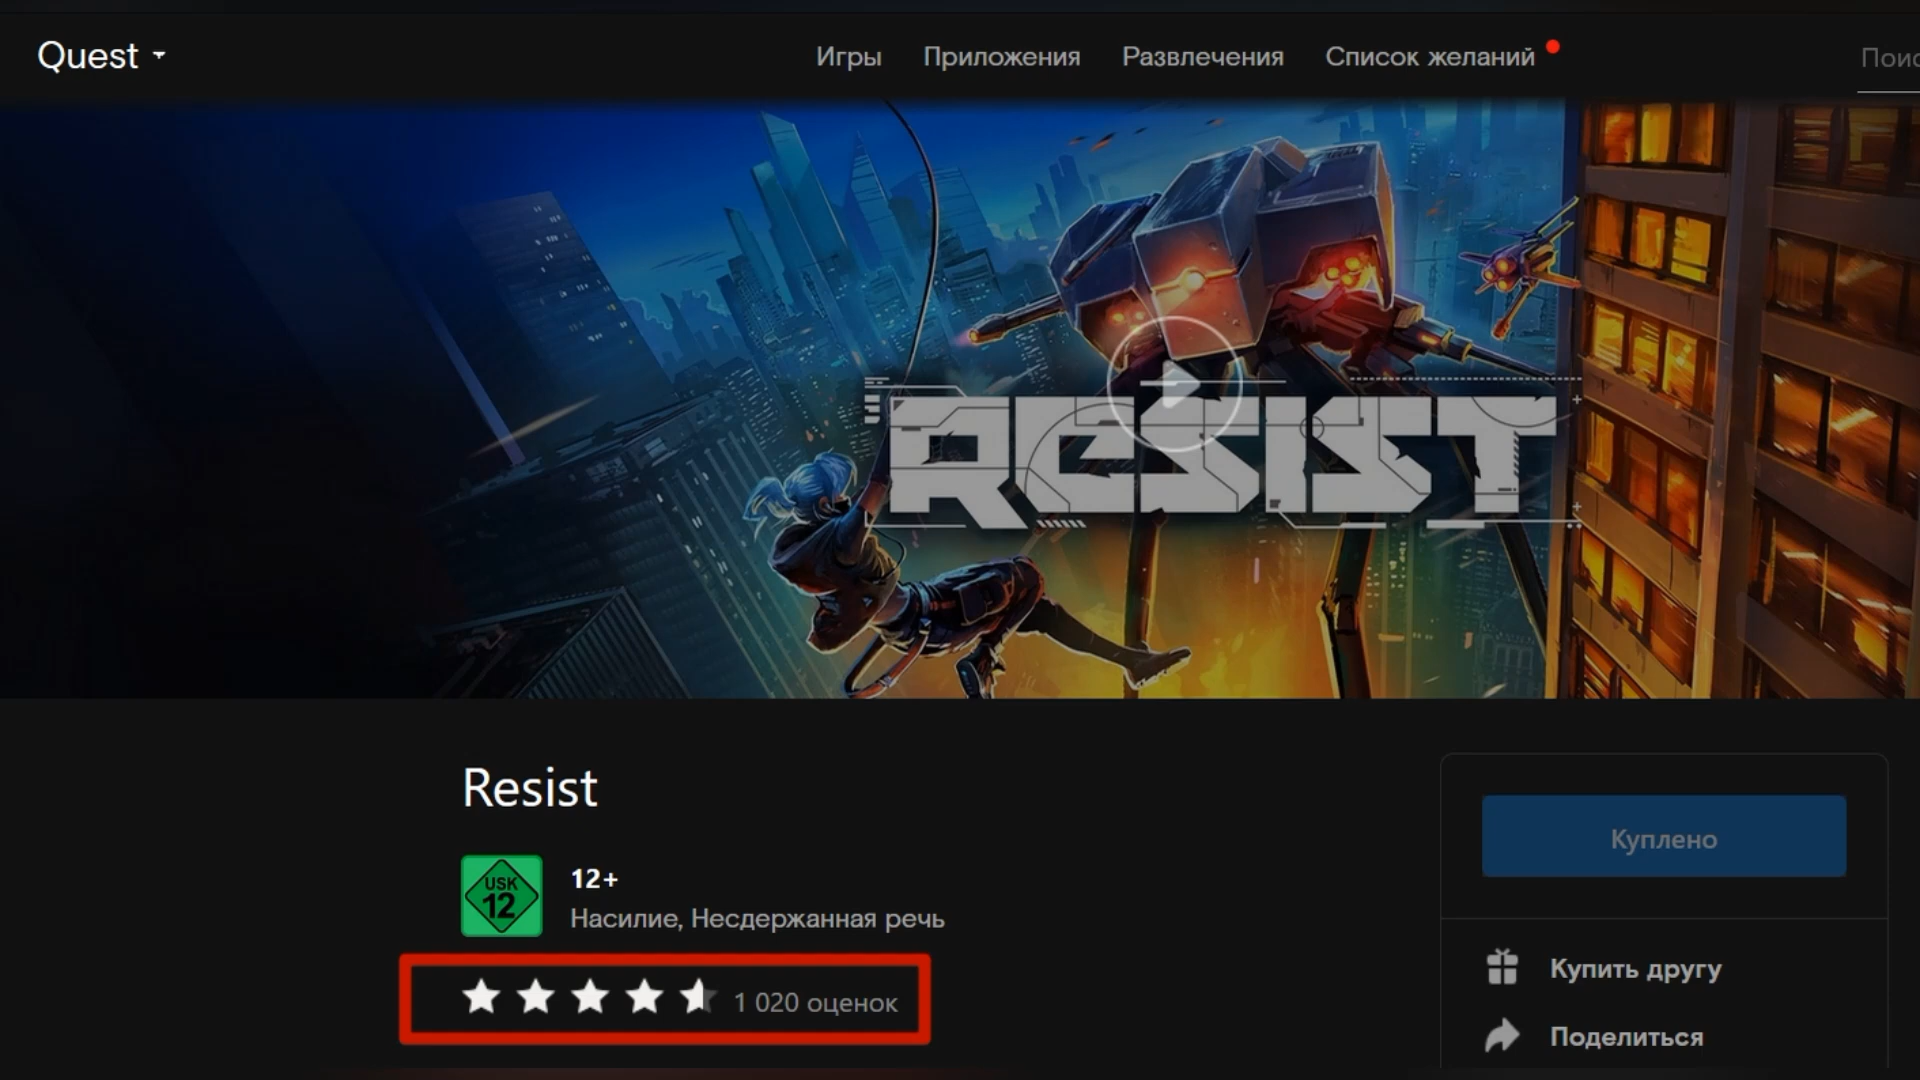 Quest
Игры
Приложения
Развлечения
Список желаний
RESIST
Resist
USK
12
12+
Насилие, Несдержанная речь
1 020 оценок
Куплено
Купить другу
Поделиться